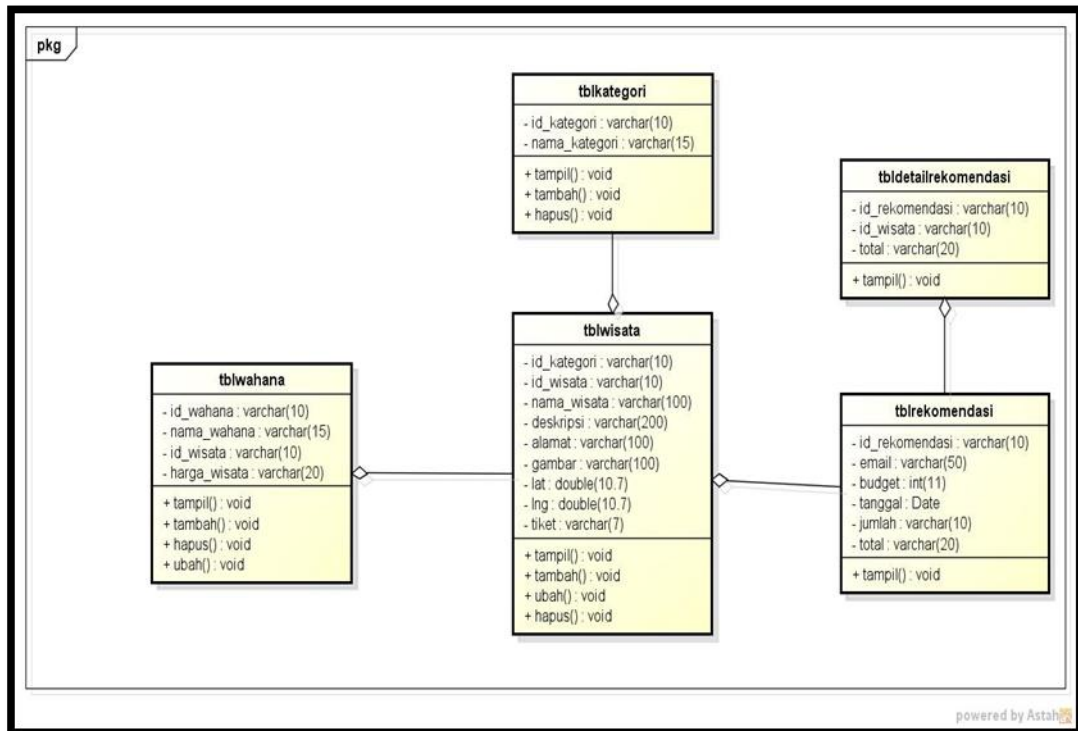 pkg
tblkategori
- id_kategori : varchar(10)
- nama_kategori : varchar(15)
+ tampil() : void
+ tambah() : void
+ hapus() : void
tbldetailrekomendasi
- id_rekomendasi : varchar(10)
- id_wisata : varchar(10)
- total : varchar(20)
+ tampil() : void
tblwisata
- id_kategori : varchar(10)
- id_wisata : varchar(10)
- nama_wisata : varchar(100)
- deskripsi : varchar(200)
- alamat : varchar(100)
- gambar : varchar(100)
- lat : double(10.7)
- lng : double(10.7)
- tiket : varchar(7)
+ tampil() : void
+ tambah() : void
+ ubah() : void
+ hapus() : void
tblwahana
- id_wahana : varchar(10)
- nama_wahana : varchar(15)
- id_wisata : varchar(10)
- harga_wisata : varchar(20)
+ tampil() : void
+ tambah() : void
+ hapus() : void
+ ubah() : void
tblrekomendasi
- id_rekomendasi : varchar(10)
- email : varchar(50)
- budget : int(11)
- tanggal : Date
- jumlah : varchar(10)
- total : varchar(20)
+ tampil() : void
powered by Astah